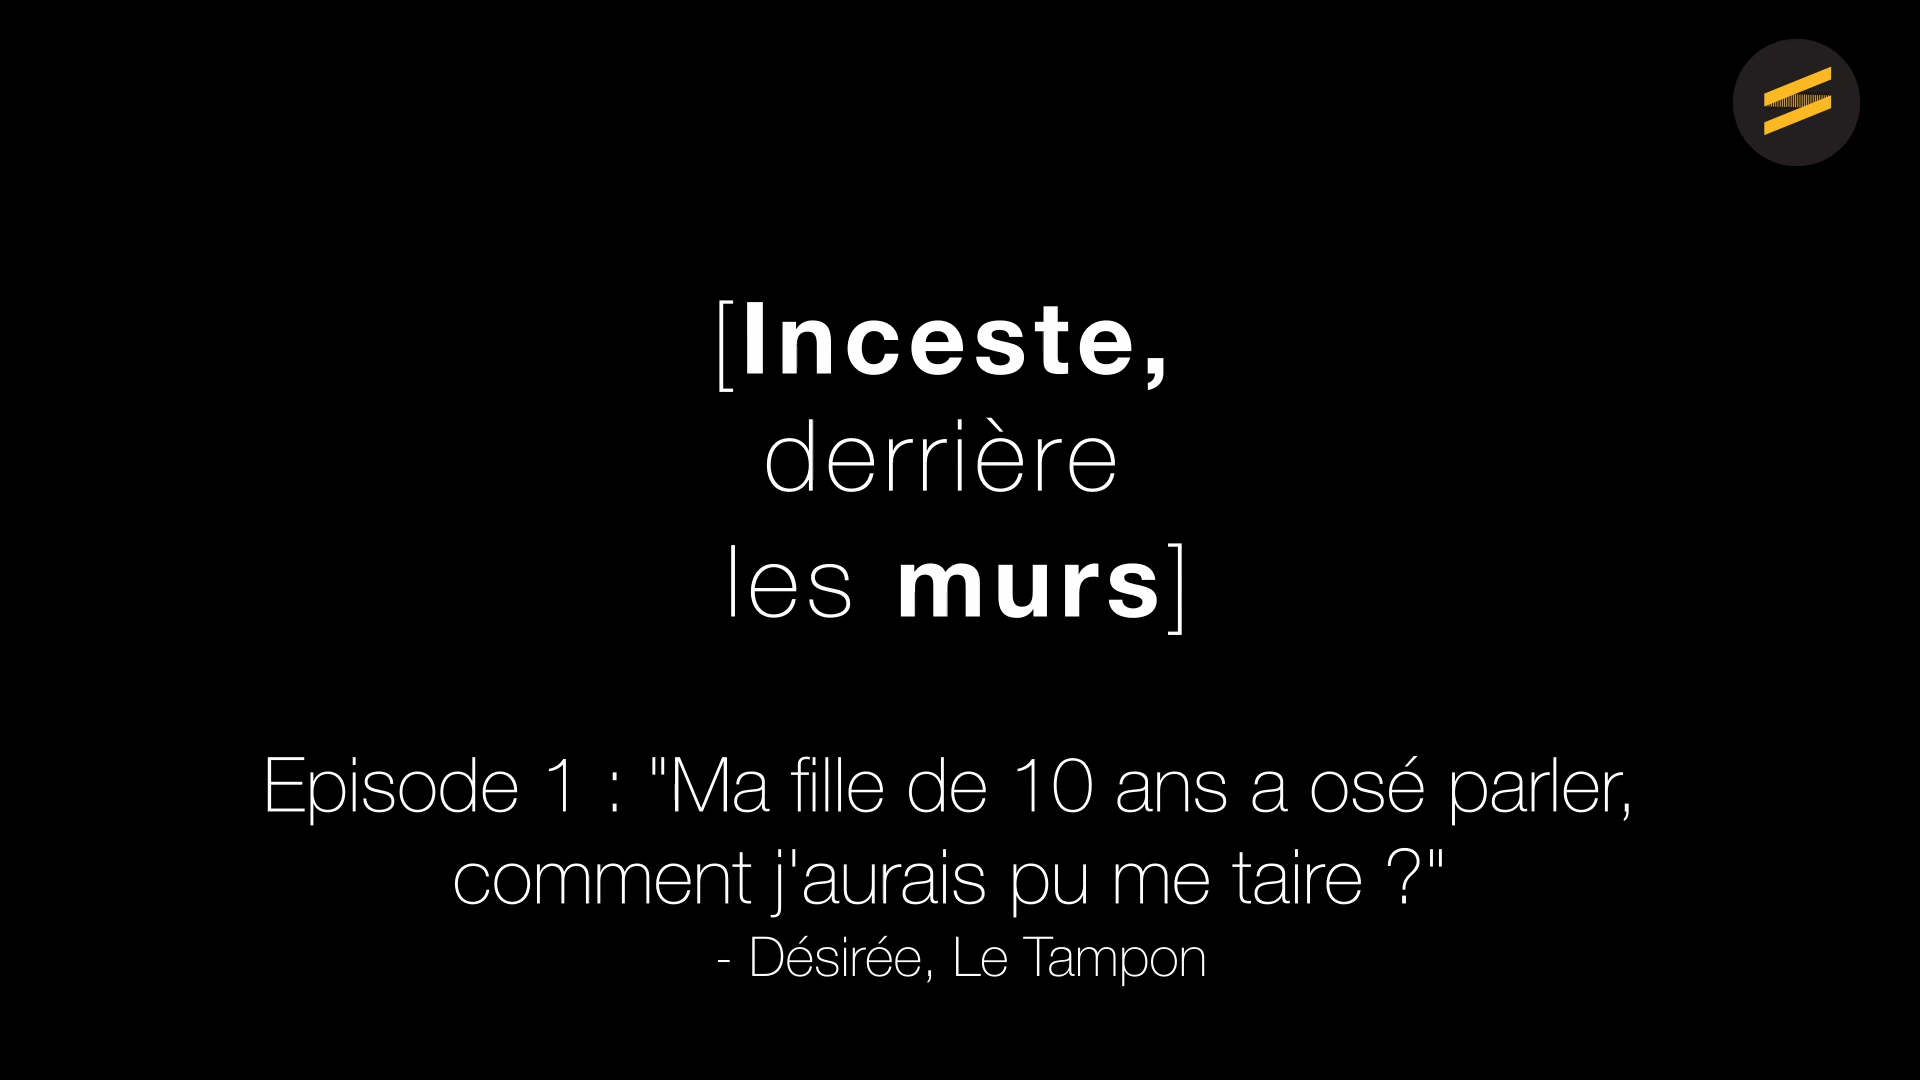 [Inceste,
derrière
les murs]
Episode 1 : "Ma fille de 10 ans a osé parler,
comment j'aurais pu me taire ?"
- Désirée, Le Tampon